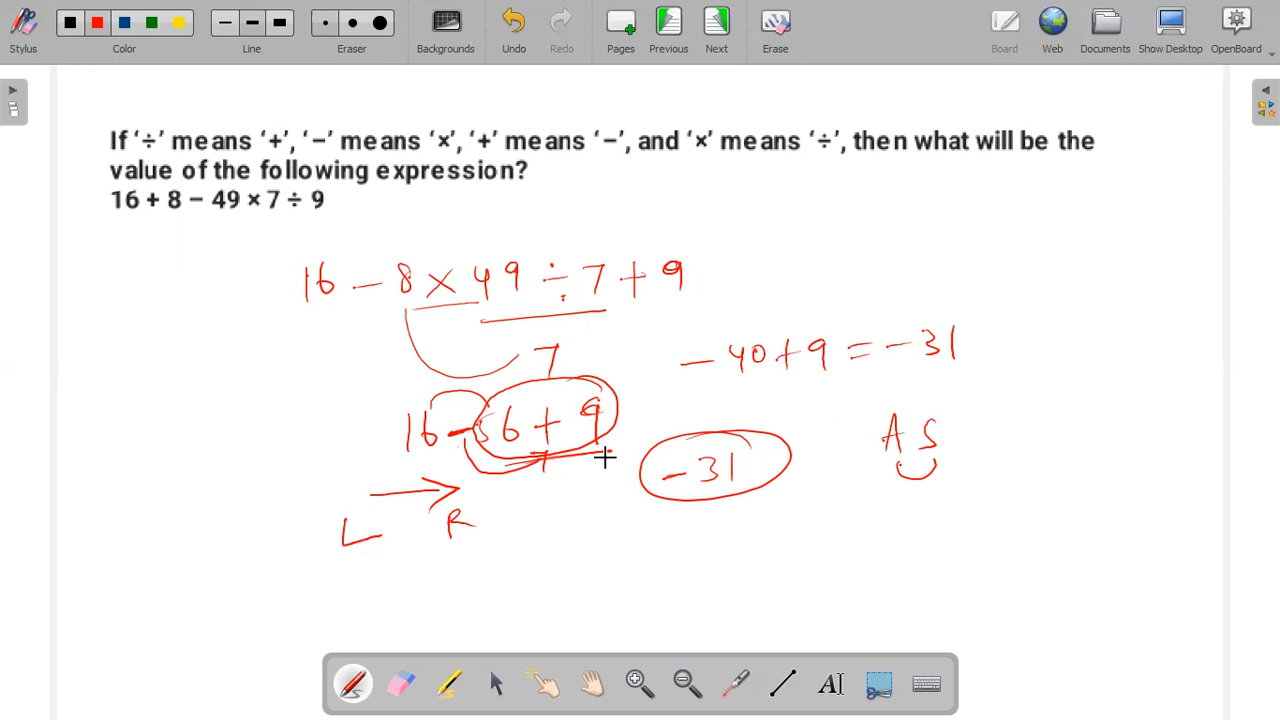 Stylus Color Line Eraser Backgrounds Undo Redo Pages Previous Next Erase Board Web Documents Show Desktop OpenBoard
If ‘÷’ means ‘+’, ‘–’ means ‘×’, ‘+’ means ‘–’, and ‘×’ means ‘÷’, then what will be the
value of the following expression?
16 + 8 – 49 × 7 ÷ 9
16 – 8 × 49 ÷ 7 + 9
7
– 40 + 9 = – 31
16 – 56 + 9
A S
– 31
L R